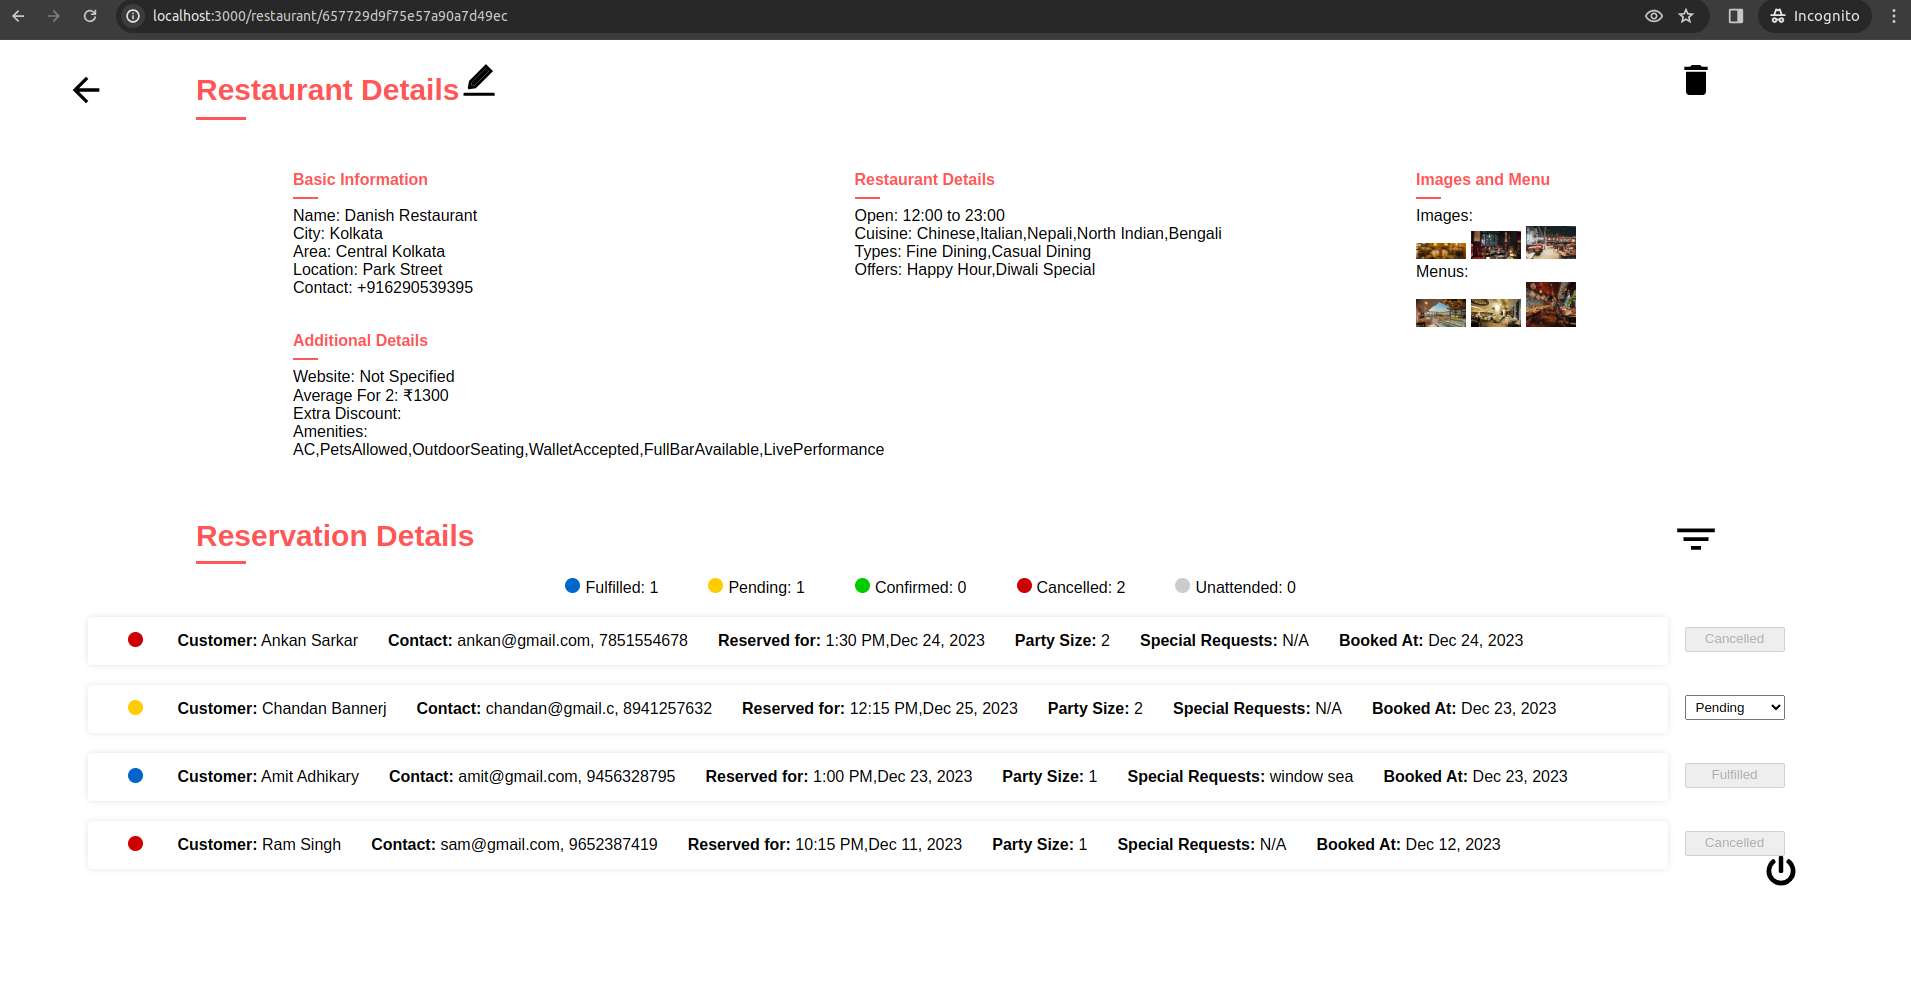 localhost:3000/restaurant/657729d9f75e57a90a7d49ec
Incognito
Restaurant Details
Basic Information
Name: Danish Restaurant
City: Kolkata
Area: Central Kolkata
Location: Park Street
Contact: +916290539395
Restaurant Details
Open: 12:00 to 23:00
Cuisine: Chinese,Italian,Nepali,North Indian,Bengali
Types: Fine Dining,Casual Dining
Offers: Happy Hour,Diwali Special
Images and Menu
Images:
Menus:
Additional Details
Website: Not Specified
Average For 2: ₹1300
Extra Discount:
Amenities:
AC,PetsAllowed,OutdoorSeating,WalletAccepted,FullBarAvailable,LivePerformance
Reservation Details
Fulfilled: 1 Pending: 1 Confirmed: 0 Cancelled: 2 Unattended: 0
Customer: Ankan Sarkar Contact: ankan@gmail.com, 7851554678 Reserved for: 1:30 PM,Dec 24, 2023 Party Size: 2 Special Requests: N/A Booked At: Dec 24, 2023 Cancelled
Customer: Chandan Bannerj Contact: chandan@gmail.c, 8941257632 Reserved for: 12:15 PM,Dec 25, 2023 Party Size: 2 Special Requests: N/A Booked At: Dec 23, 2023 Pending
Customer: Amit Adhikary Contact: amit@gmail.com, 9456328795 Reserved for: 1:00 PM,Dec 23, 2023 Party Size: 1 Special Requests: window sea Booked At: Dec 23, 2023 Fulfilled
Customer: Ram Singh Contact: sam@gmail.com, 9652387419 Reserved for: 10:15 PM,Dec 11, 2023 Party Size: 1 Special Requests: N/A Booked At: Dec 12, 2023 Cancelled